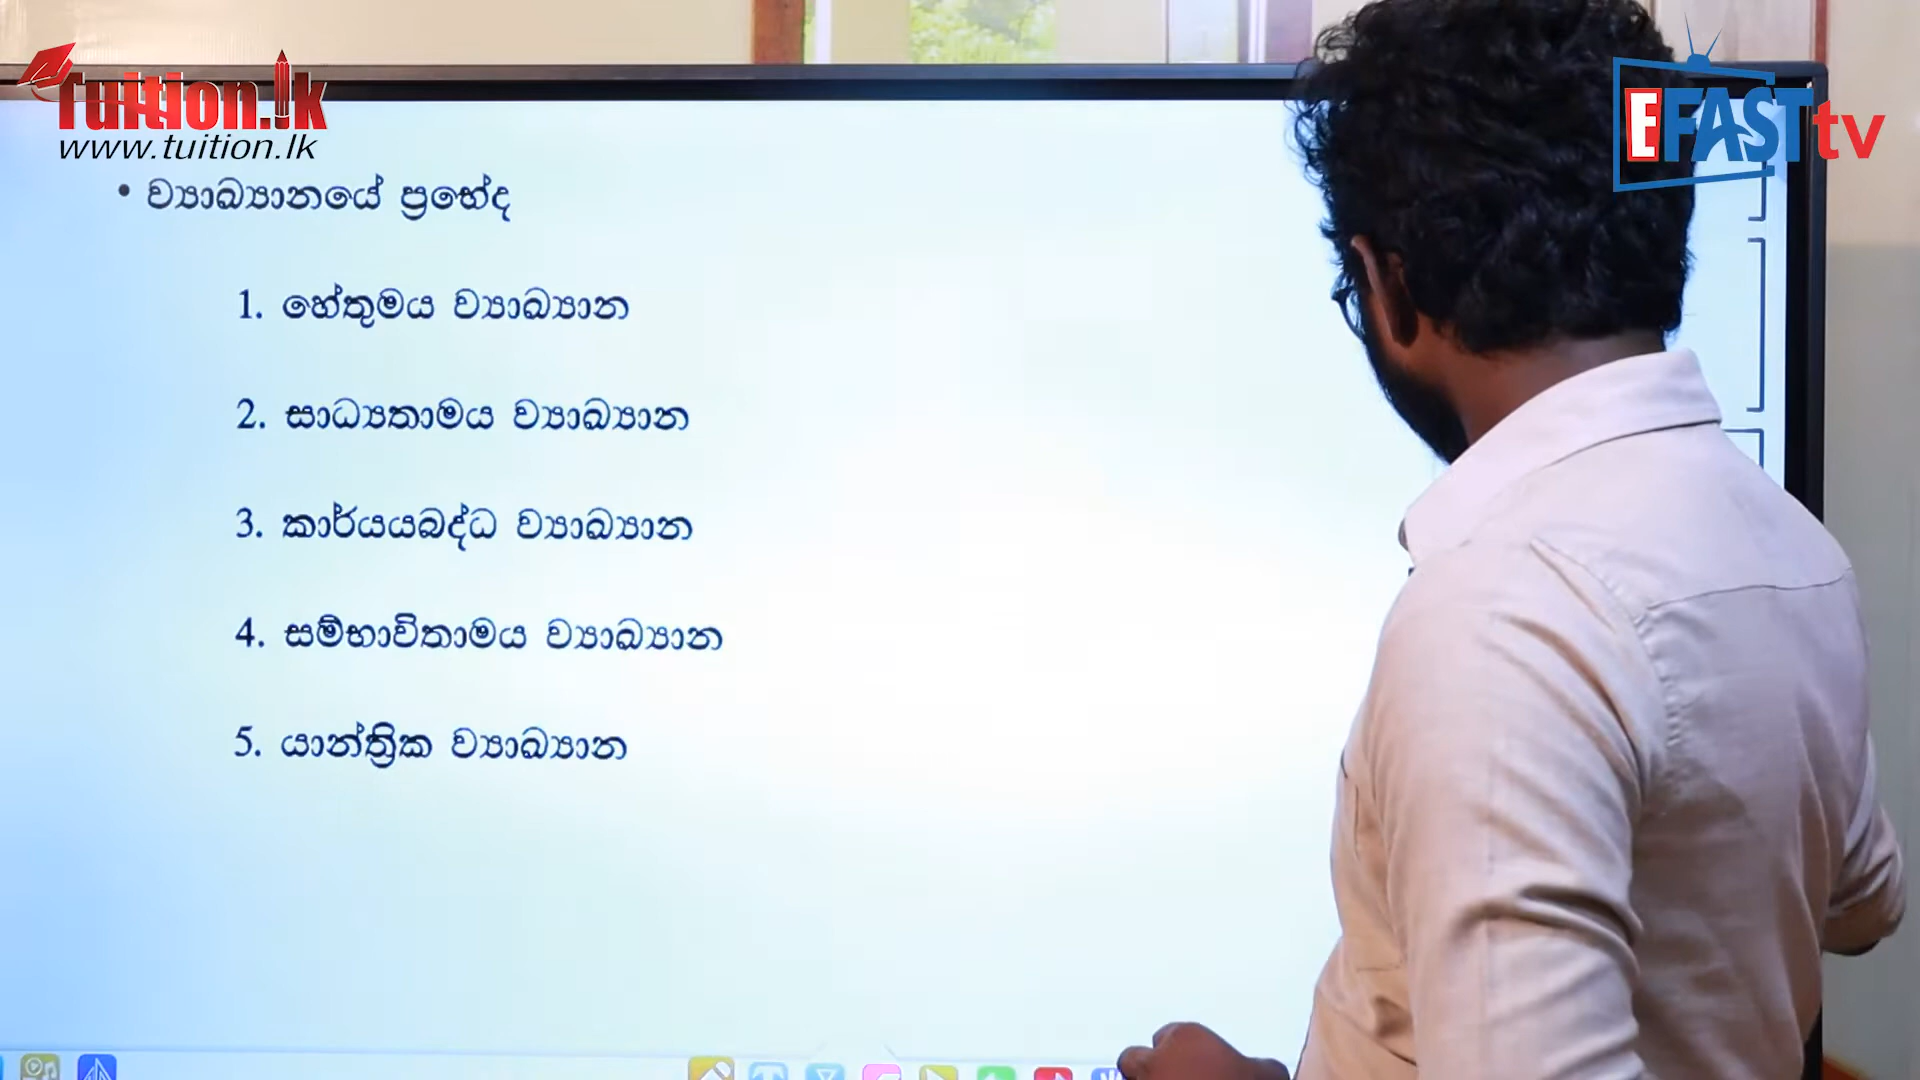 Tuition.lk
www.tuition.lk
EFAST tv
• ව්‍යාඛ්‍යානයේ ප්‍රභේද
1. හේතුමය ව්‍යාඛ්‍යාන
2. සාධ්‍යතාමය ව්‍යාඛ්‍යාන
3. කාර්යයබද්ධ ව්‍යාඛ්‍යාන
4. සම්භාවිතාමය ව්‍යාඛ්‍යාන
5. යාන්ත්‍රික ව්‍යාඛ්‍යාන